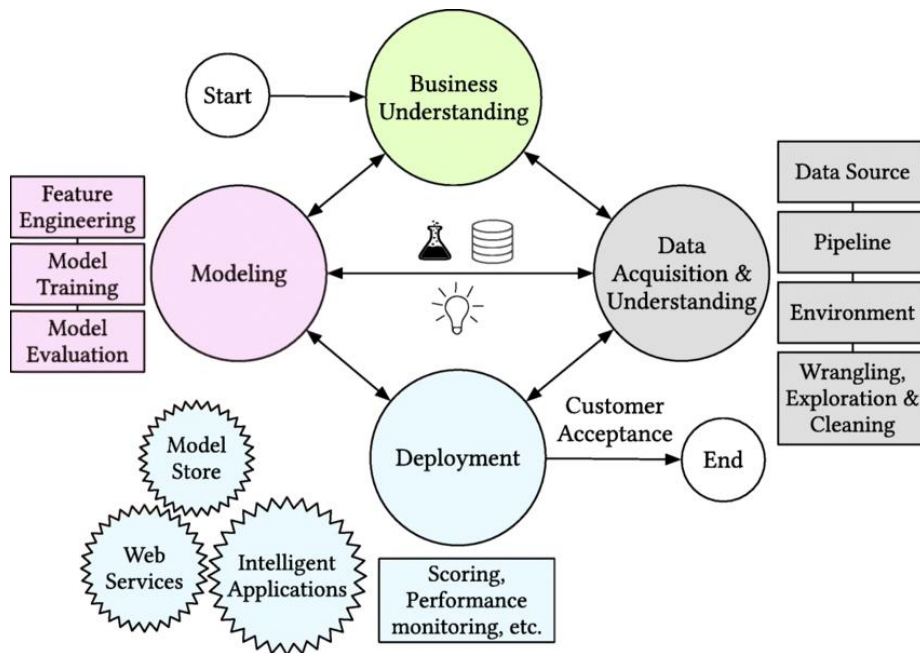 Start
Business
Understanding
Feature
Engineering
Model
Training
Model
Evaluation
Modeling
Data
Acquisition &
Understanding
Data Source
Pipeline
Environment
Wrangling,
Exploration &
Cleaning
Deployment
Customer
Acceptance
End
Model
Store
Web
Services
Intelligent
Applications
Scoring,
Performance
monitoring, etc.